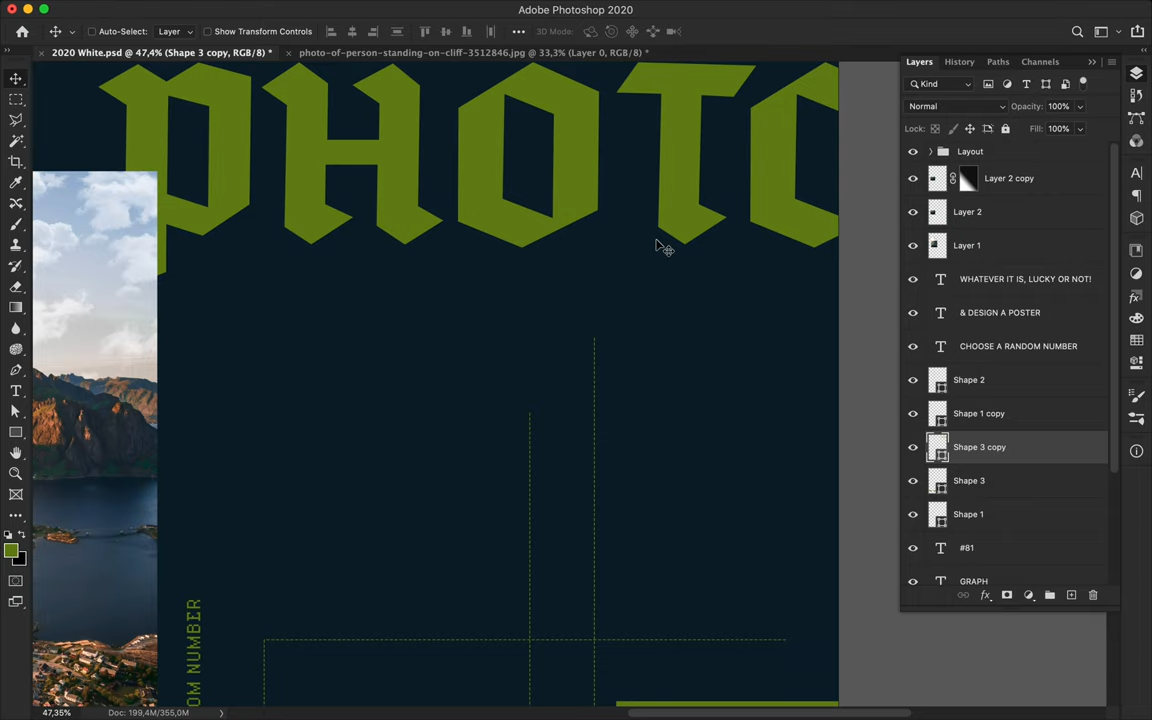 Adobe Photoshop 2020
Auto-Select: Layer Show Transform Controls 3D Mode:
2020 White.psd @ 47,4% (Shape 3 copy, RGB/8) * photo-of-person-standing-on-cliff-3512846.jpg @ 33,3% (Layer 0, RGB/8) *
Layers History Paths Channels
Kind
Normal Opacity: 100%
Lock: Fill: 100%
Layout
Layer 2 copy
Layer 2
Layer 1
WHATEVER IT IS, LUCKY OR NOT!
& DESIGN A POSTER
CHOOSE A RANDOM NUMBER
Shape 2
Shape 1 copy
Shape 3 copy
Shape 3
Shape 1
#81
GRAPH
PHOTO
OM NUMBER
47,35% Doc: 199,4M/355,0M